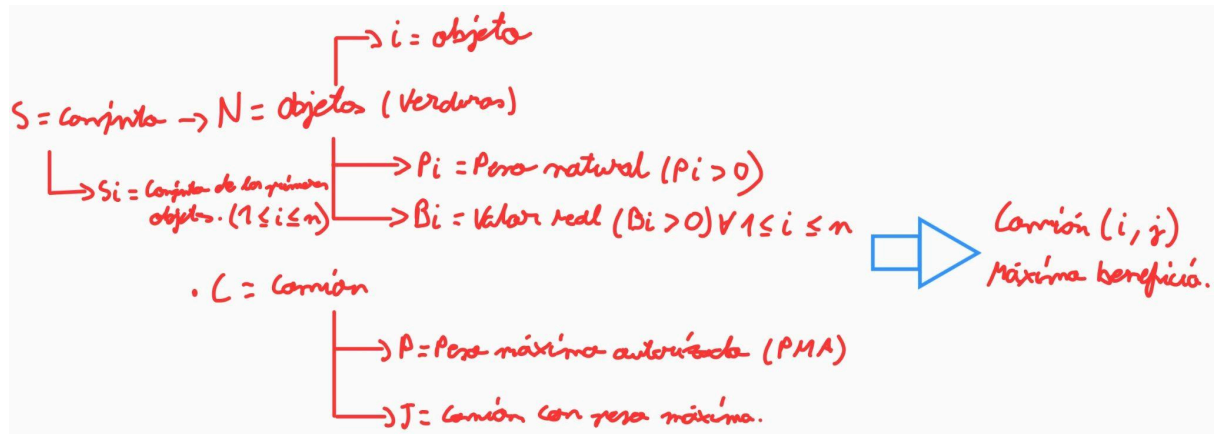 i = objeto
S = Conjunto → N = Objetos (Verduras)
Si = Conjunto de los primeros
objetos. (1 ≤ i ≤ n)
Pi = Peso natural (Pi > 0)
Bi = Valor real (Bi > 0) ∀ 1 ≤ i ≤ n
Camión (i, j)
Máximo benefició.
. C = Camión
P = Peso máximo autorizado (PMA)
J = Camión con peso máximo.